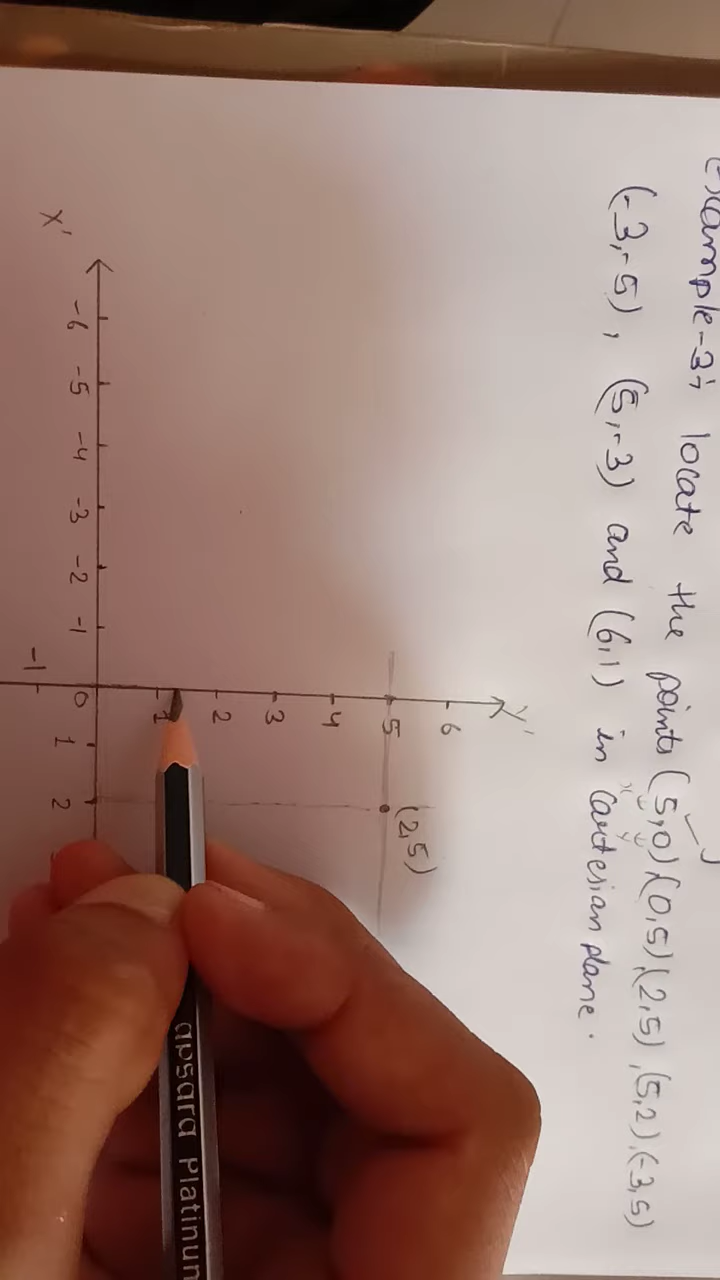 Example-3:- locate the points (5,0),(0,5),(2,5),(5,2),(-3,5)
x y
(-3,-5), (5,-3) and (6,1) in Cartesian plane.
Y'
6
5
(2,5)
4
3
2
1
X' -6 -5 -4 -3 -2 -1 0 1 2
-1
apsara Platinum